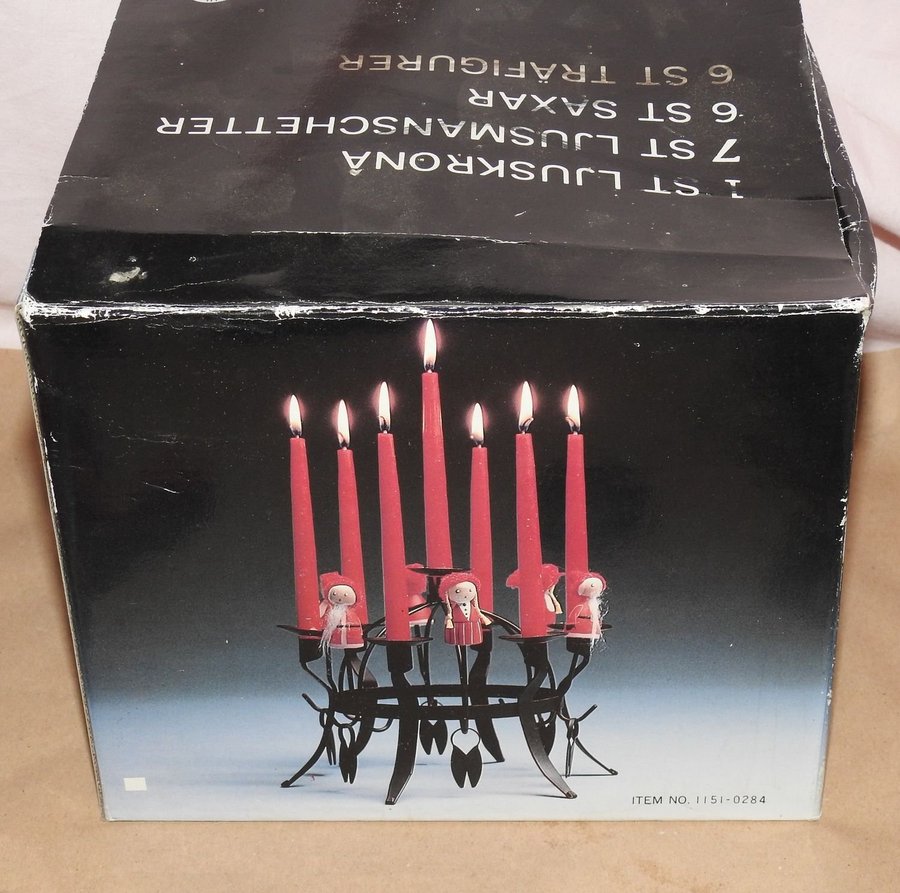 1 ST LJUSKRONA
7 ST LJUSMANSCHETTER
6 ST SAXAR
6 ST TRÄFIGURER
ITEM NO. 1151-0284